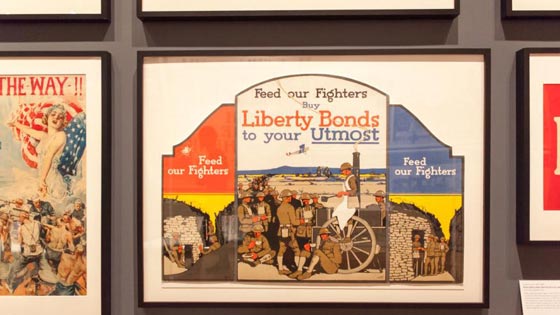 THE WAY-!!
Feed our Fighters
Buy
Liberty Bonds
to your Utmost
Feed
our Fighters
Feed
our Fighters